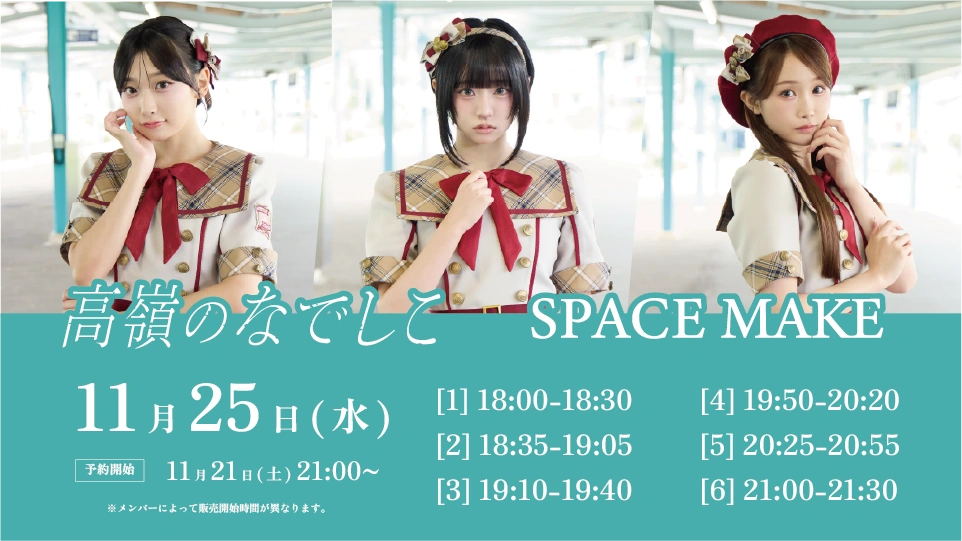 高嶺のなでしこ SPACE MAKE
11月25日(水)
予約開始 11月21日(土)21:00~
※メンバーによって販売開始時間が異なります。
[1] 18:00-18:30
[2] 18:35-19:05
[3] 19:10-19:40
[4] 19:50-20:20
[5] 20:25-20:55
[6] 21:00-21:30